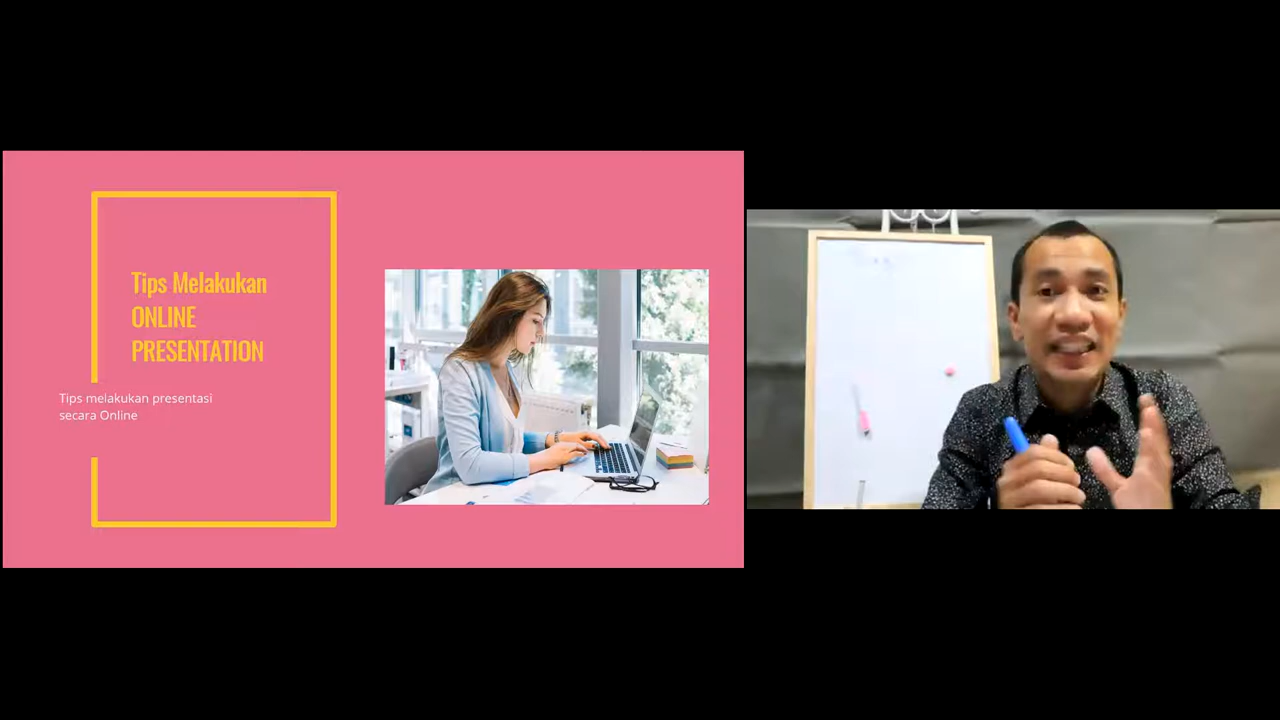 Tips Melakukan
ONLINE
PRESENTATION
Tips melakukan presentasi
secara Online